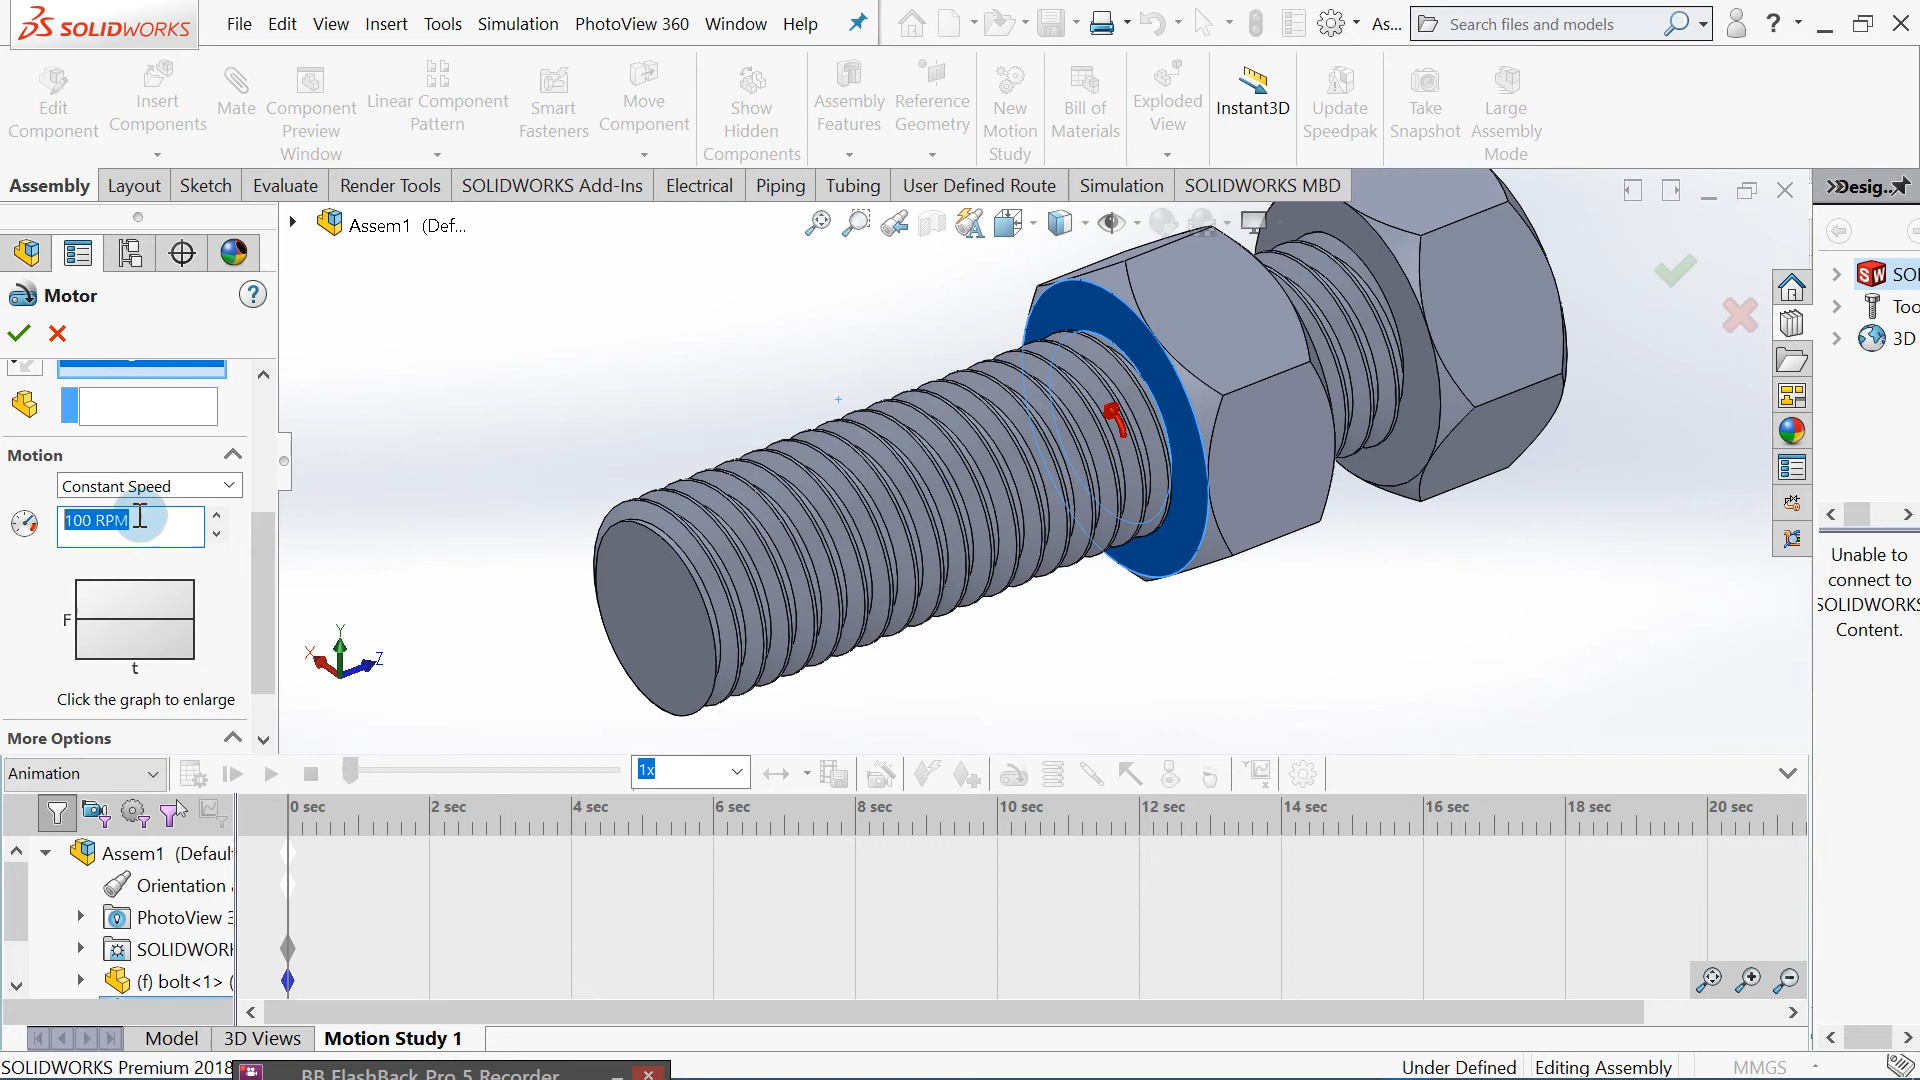 SOLIDWORKS
File Edit View Insert Tools Simulation PhotoView 360 Window Help
As...
Search files and models
?
Edit Component
Insert Components
Mate
Component Preview Window
Linear Component Pattern
Smart Fasteners
Move Component
Show Hidden Components
Assembly Features
Reference Geometry
New Motion Study
Bill of Materials
Exploded View
Instant3D
Update Speedpak
Take Snapshot
Large Assembly Mode
Assembly Layout Sketch Evaluate Render Tools SOLIDWORKS Add-Ins Electrical Piping Tubing User Defined Route Simulation SOLIDWORKS MBD
Desig...
Assem1 (Def...
Motor
?
Motion
Constant Speed
100 RPM
F
t
Click the graph to enlarge
More Options
X
Y
Z
SW SO
Too
3D
Unable to
connect to
SOLIDWORKS
Content.
Animation
1x
0 sec 2 sec 4 sec 6 sec 8 sec 10 sec 12 sec 14 sec 16 sec 18 sec 20 sec
Assem1 (Defaul
Orientation
PhotoView 3
SOLIDWOR
(f) bolt<1> (
Model 3D Views Motion Study 1
SOLIDWORKS Premium 2018
BB FlashBack Pro 5 Recorder
Under Defined
Editing Assembly
MMGS